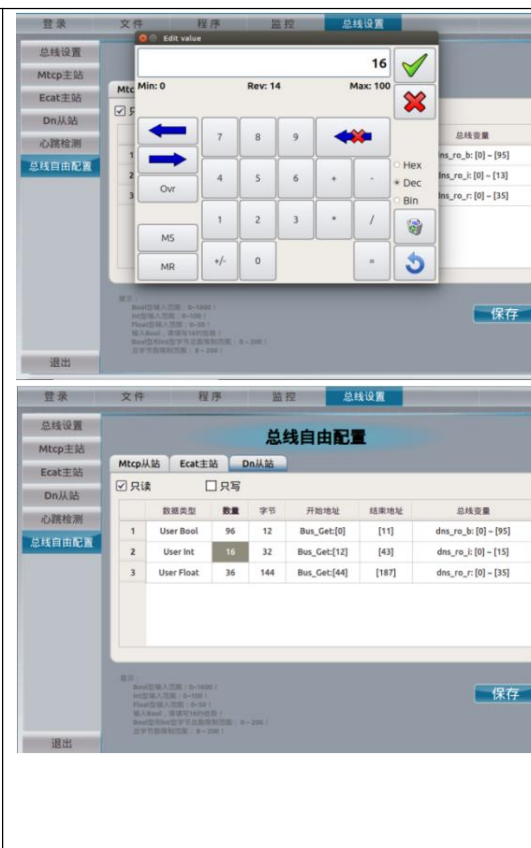 登录 文件 程序 监控 总线设置
总线设置
Mtcp主站
Ecat主站
Dn从站
心跳检测
总线自由配置
退出
Edit value
16
Min: 0 Rev: 14 Max: 100
7 8 9
4 5 6 + -
Ovr
1 2 3 * /
MS
MR +/- 0 =
Hex
Dec
Bin
总线变量
1 dns_ro_b: [0] ~ [95]
2 dns_ro_i: [0] ~ [13]
3 dns_ro_r: [0] ~ [35]
保存
登录 文件 程序 监控 总线设置
总线设置
Mtcp主站
Ecat主站
Dn从站
心跳检测
总线自由配置
退出
总线自由配置
Mtcp从站 Ecat主站 Dn从站
只读 只写
数据类型 数量 字节 开始地址 结束地址 总线变量
1 User Bool 96 12 Bus_Get:[0] [11] dns_ro_b: [0] ~ [95]
2 User Int 16 32 Bus_Get:[12] [43] dns_ro_i: [0] ~ [15]
3 User Float 36 144 Bus_Get:[44] [187] dns_ro_r: [0] ~ [35]
保存